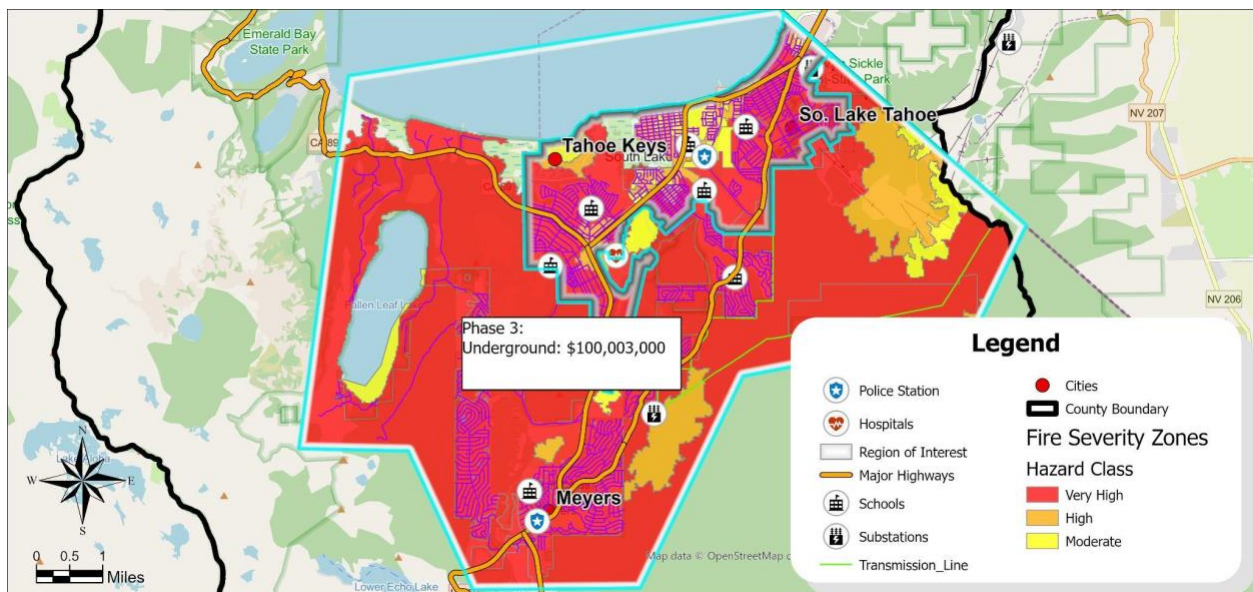 Emerald Bay
State Park
CA 89
NV 207
NV 206
Sickle
Park
So. Lake Tahoe
Tahoe Keys
South Lake
Fallen Leaf Lake
Phase 3:
Underground: $100,003,000
Meyers
Lake Aloha
N
W
E
S
0 0.5 1
Miles
Lower Echo Lake
Map data © OpenStreetMap c
Legend
Police Station
Hospitals
Region of Interest
Major Highways
Schools
Substations
Transmission_Line
Cities
County Boundary
Fire Severity Zones
Hazard Class
Very High
High
Moderate